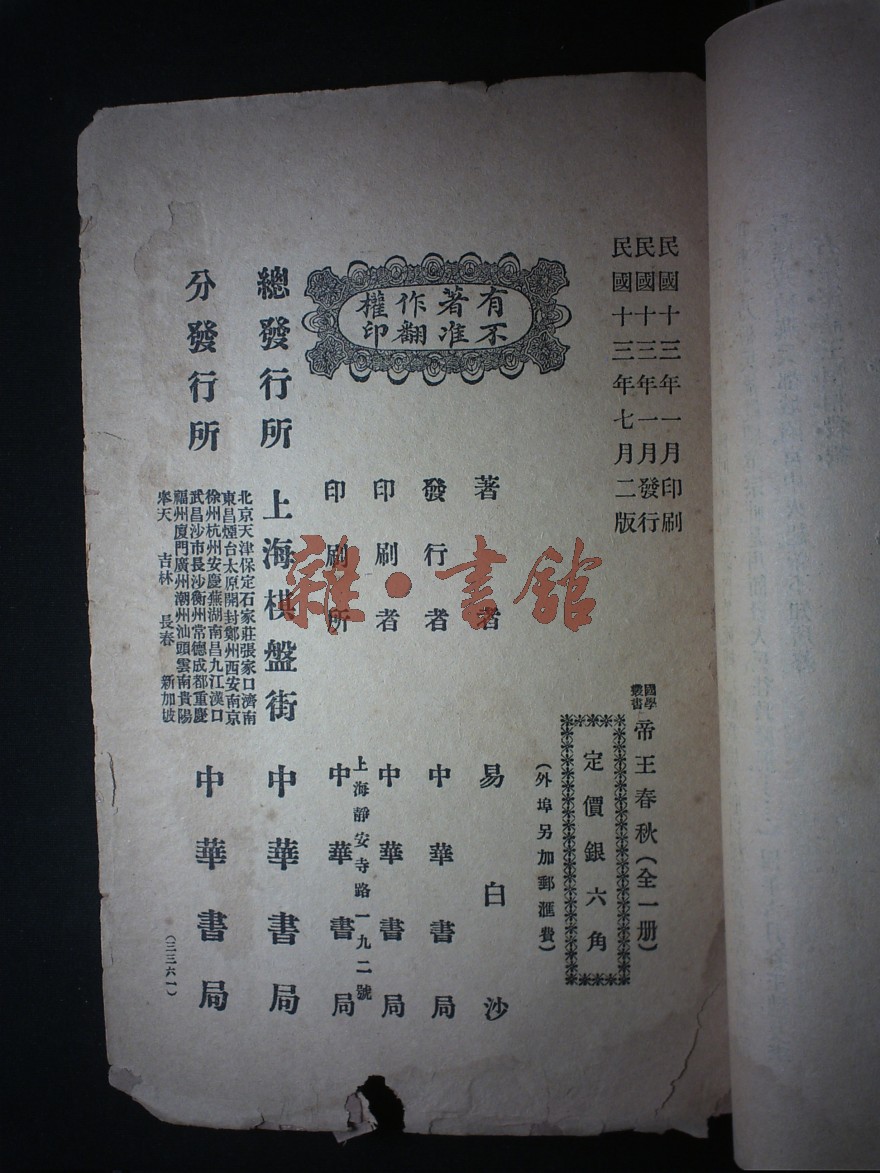 民國十三年一月印刷
民國十三年一月發行
民國十三年七月二版
國學叢書 帝王春秋(全一册)
定價銀六角
(外埠另加郵滙費)
有著作權
不准翻印
著者 易白沙
發行者 中華書局
印刷者 中華書局
上海靜安寺路一九二號
印刷所 中華書局
總發行所 上海棋盤街 中華書局
分發行所
北京天津保定石家莊張家口濟南
東昌煙台太原開封鄭州西安南京
徐州杭州安慶蕪湖南昌九江漢口
武昌沙市長沙衡州常德成都重慶
福州廈門廣州潮州汕頭雲南貴陽
奉天 吉林 長春 新加坡
中華書局
(三三六一)
雜·書館